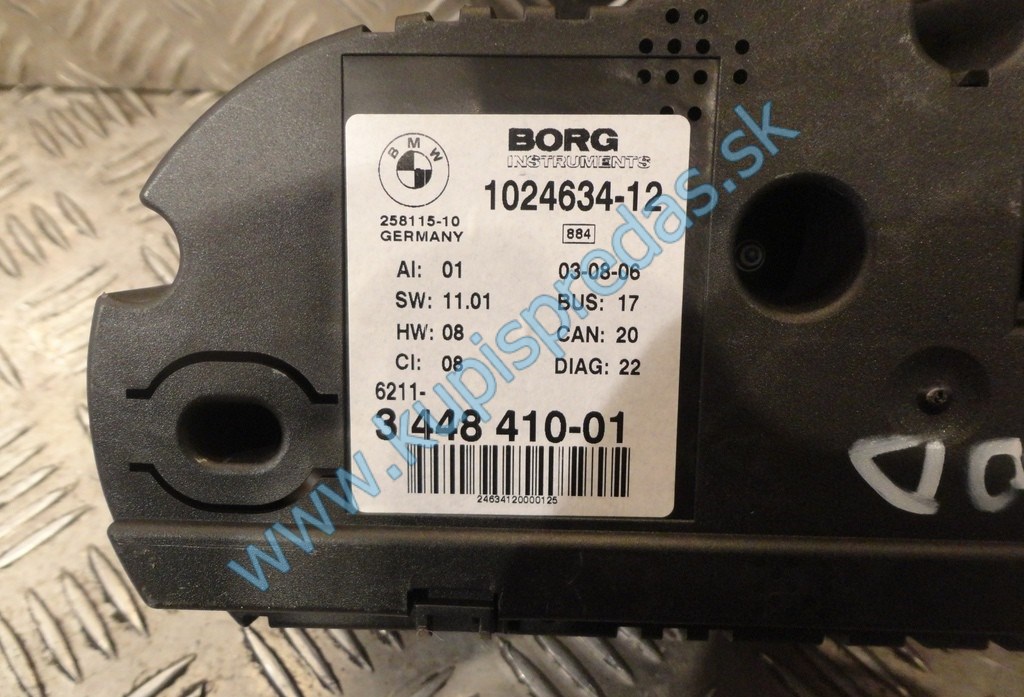 BMW
BORG
INSTRUMENTS
1024634-12
258115-10
GERMANY
884
AI: 01
03-08-06
SW: 11.01
BUS: 17
HW: 08
CAN: 20
CI: 08
DIAG: 22
6211-
3 448 410-01
24634120000125
www.kupispredas.sk